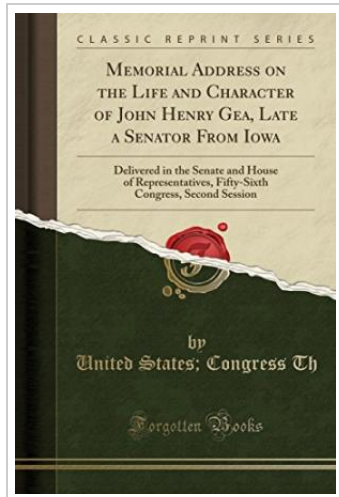 CLASSIC REPRINT SERIES
MEMORIAL ADDRESS ON
THE LIFE AND CHARACTER
OF JOHN HENRY GEA, LATE
A SENATOR FROM IOWA
Delivered in the Senate and House
of Representatives, Fifty-Sixth
Congress, Second Session
by
United States; Congress Th
Forgotten Books